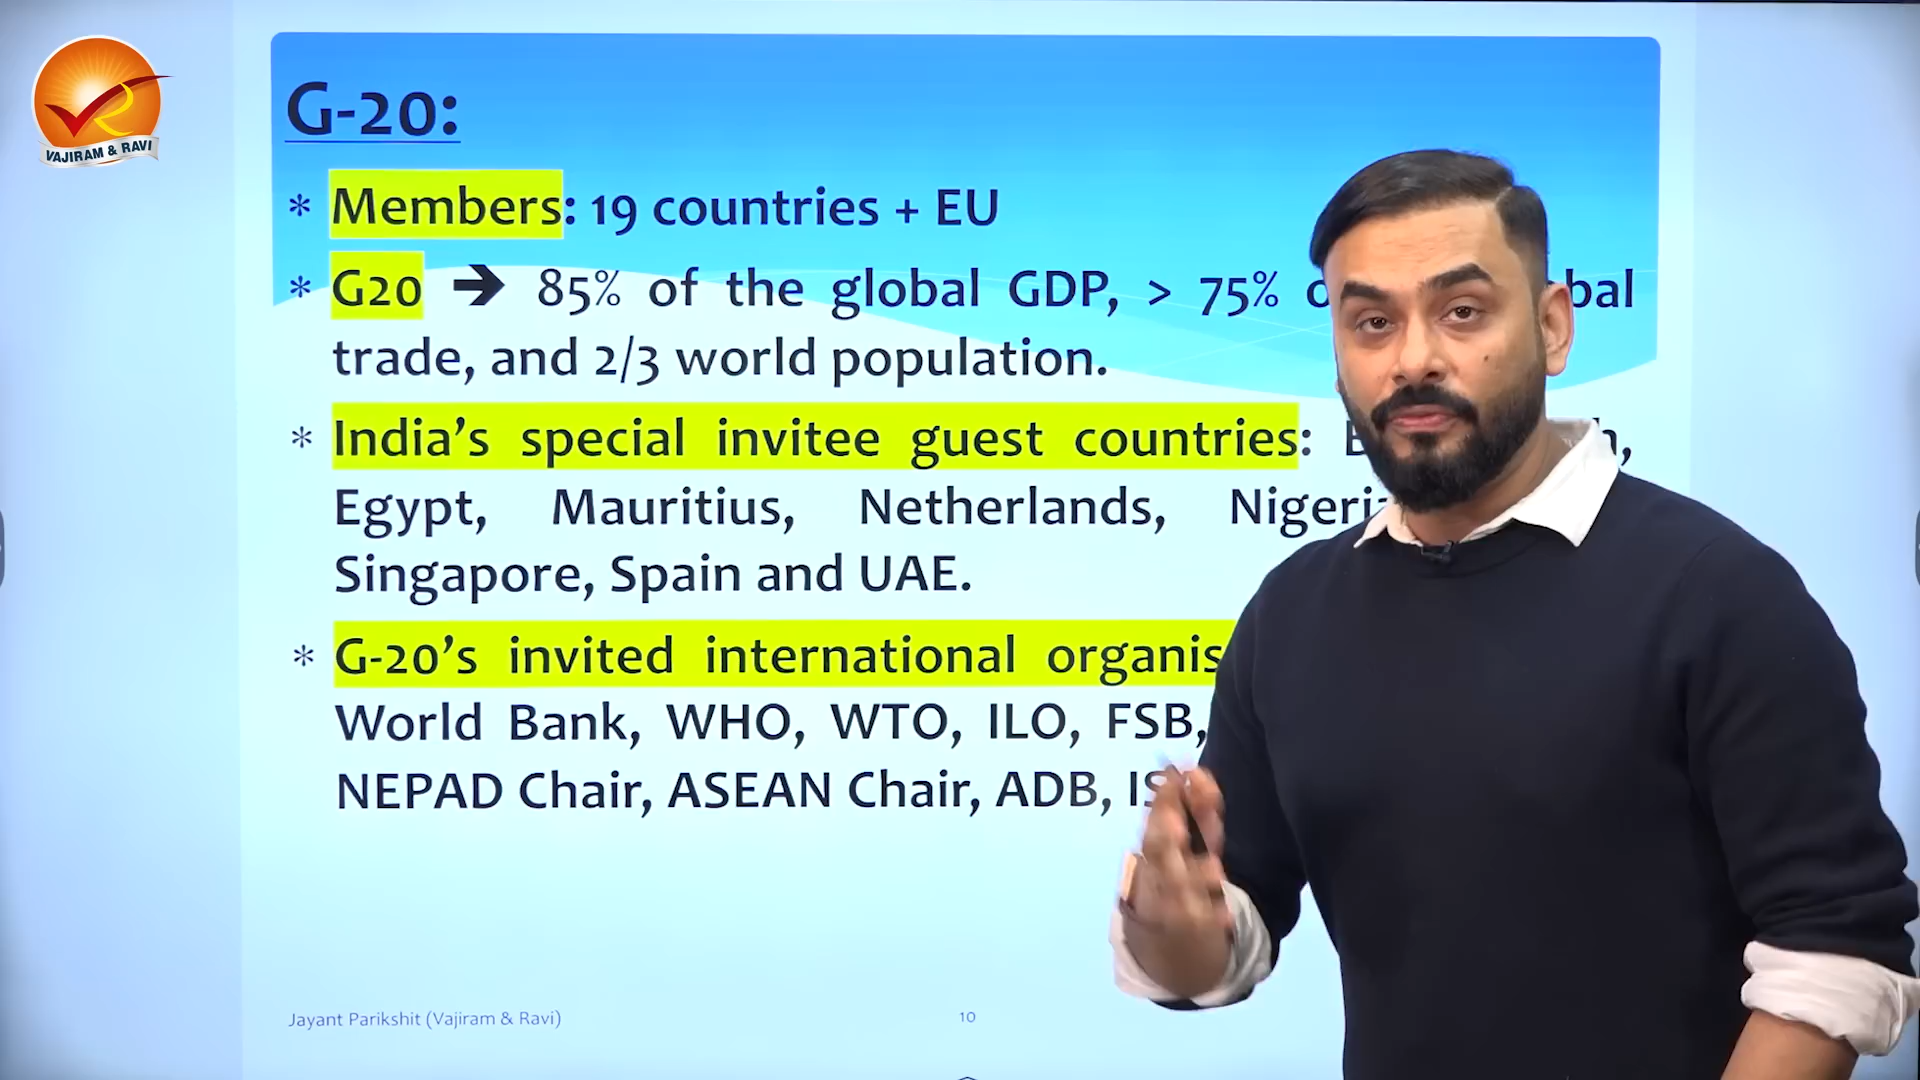 VAJIRAM & RAVI
G-20:
* Members: 19 countries + EU
* G20 ➔ 85% of the global GDP, > 75%
trade, and 2/3 world population.
* India's special invitee guest countries:
Egypt, Mauritius, Netherlands,
Singapore, Spain and UAE.
* G-20's invited international
World Bank, WHO, WTO, ILO, FSB,
NEPAD Chair, ASEAN Chair, ADB,
Jayant Parikshit (Vajiram & Ravi)
10